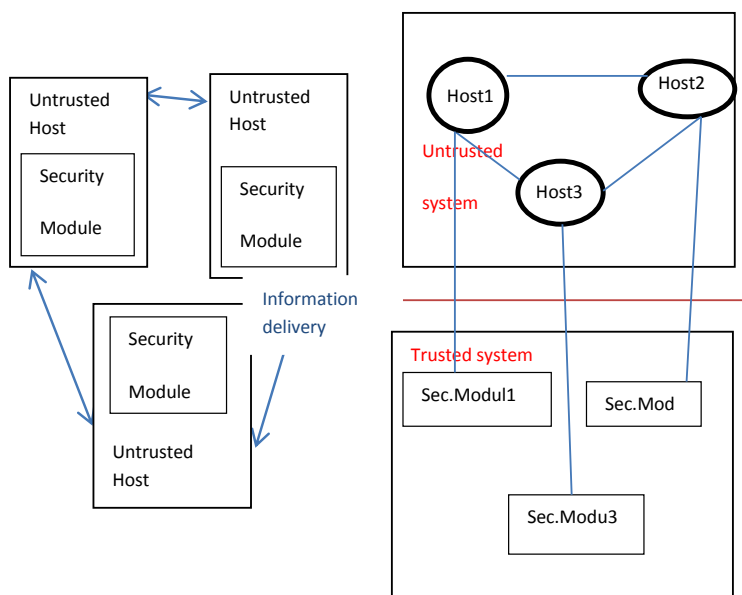 Untrusted
Host
Security
Module
Untrusted
Host
Security
Module
Information
delivery
Security
Module
Untrusted
Host
Host1
Host2
Untrusted
system
Host3
Trusted system
Sec.Modul1
Sec.Mod
Sec.Modu3